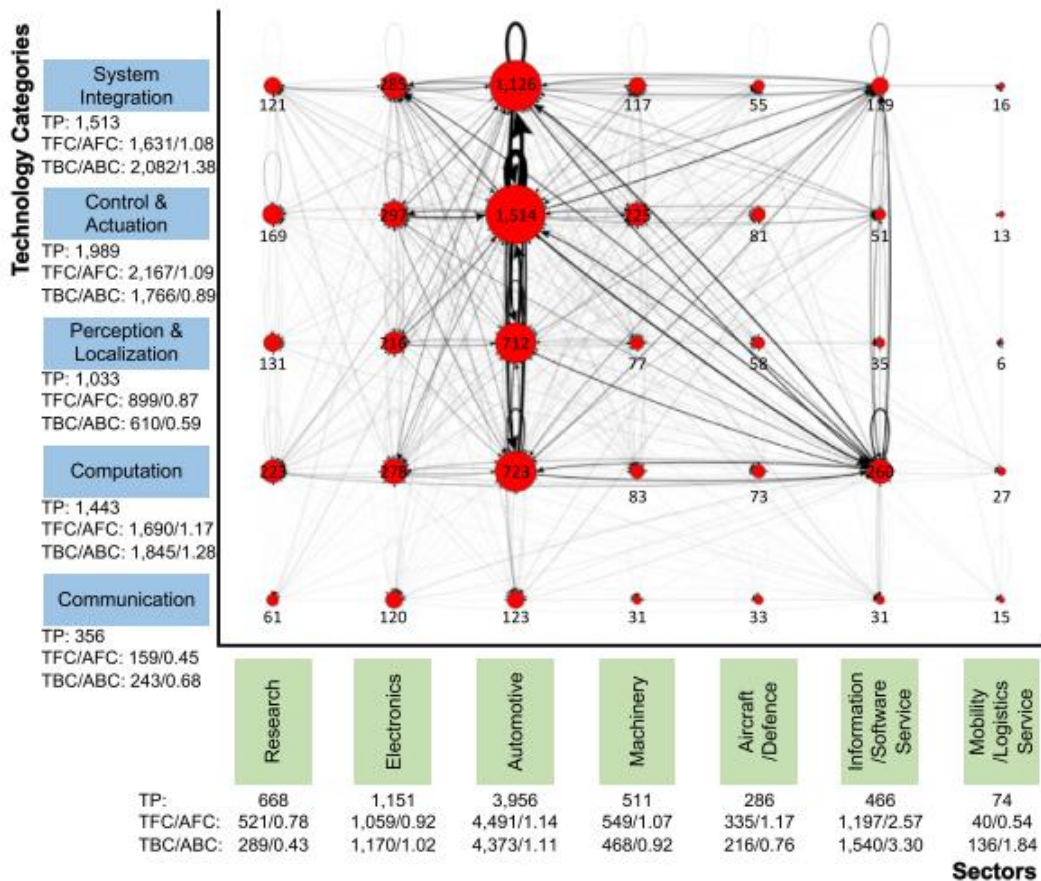 Technology Categories
System
Integration
TP: 1,513
TFC/AFC: 1,631/1.08
TBC/ABC: 2,082/1.38
121
285
1,126
117
55
119
16
Control &
Actuation
TP: 1,989
TFC/AFC: 2,167/1.09
TBC/ABC: 1,766/0.89
169
297
1,514
225
81
51
13
Perception &
Localization
TP: 1,033
TFC/AFC: 899/0.87
TBC/ABC: 610/0.59
131
216
712
77
58
35
6
Computation
TP: 1,443
TFC/AFC: 1,690/1.17
TBC/ABC: 1,845/1.28
223
278
723
83
73
260
27
Communication
TP: 356
TFC/AFC: 159/0.45
TBC/ABC: 243/0.68
61
120
123
31
33
31
15
Research
Electronics
Automotive
Machinery
Aircraft
/Defence
Information
/Software
Service
Mobility
/Logistics
Service
TP: 668 1,151 3,956 511 286 466 74
TFC/AFC: 521/0.78 1,059/0.92 4,491/1.14 549/1.07 335/1.17 1,197/2.57 40/0.54
TBC/ABC: 289/0.43 1,170/1.02 4,373/1.11 468/0.92 216/0.76 1,540/3.30 136/1.84
Sectors